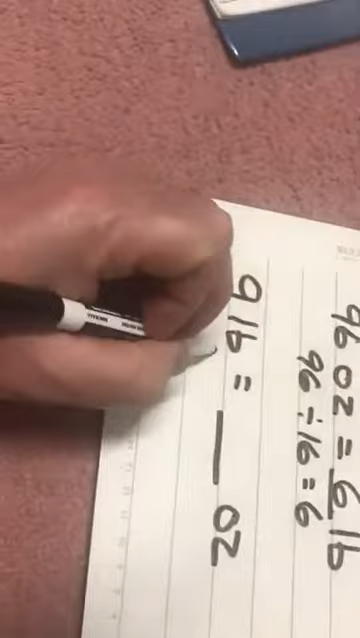 96 oz = 6 lb
96 ÷ 16 = 6
9 lb = ___ oz